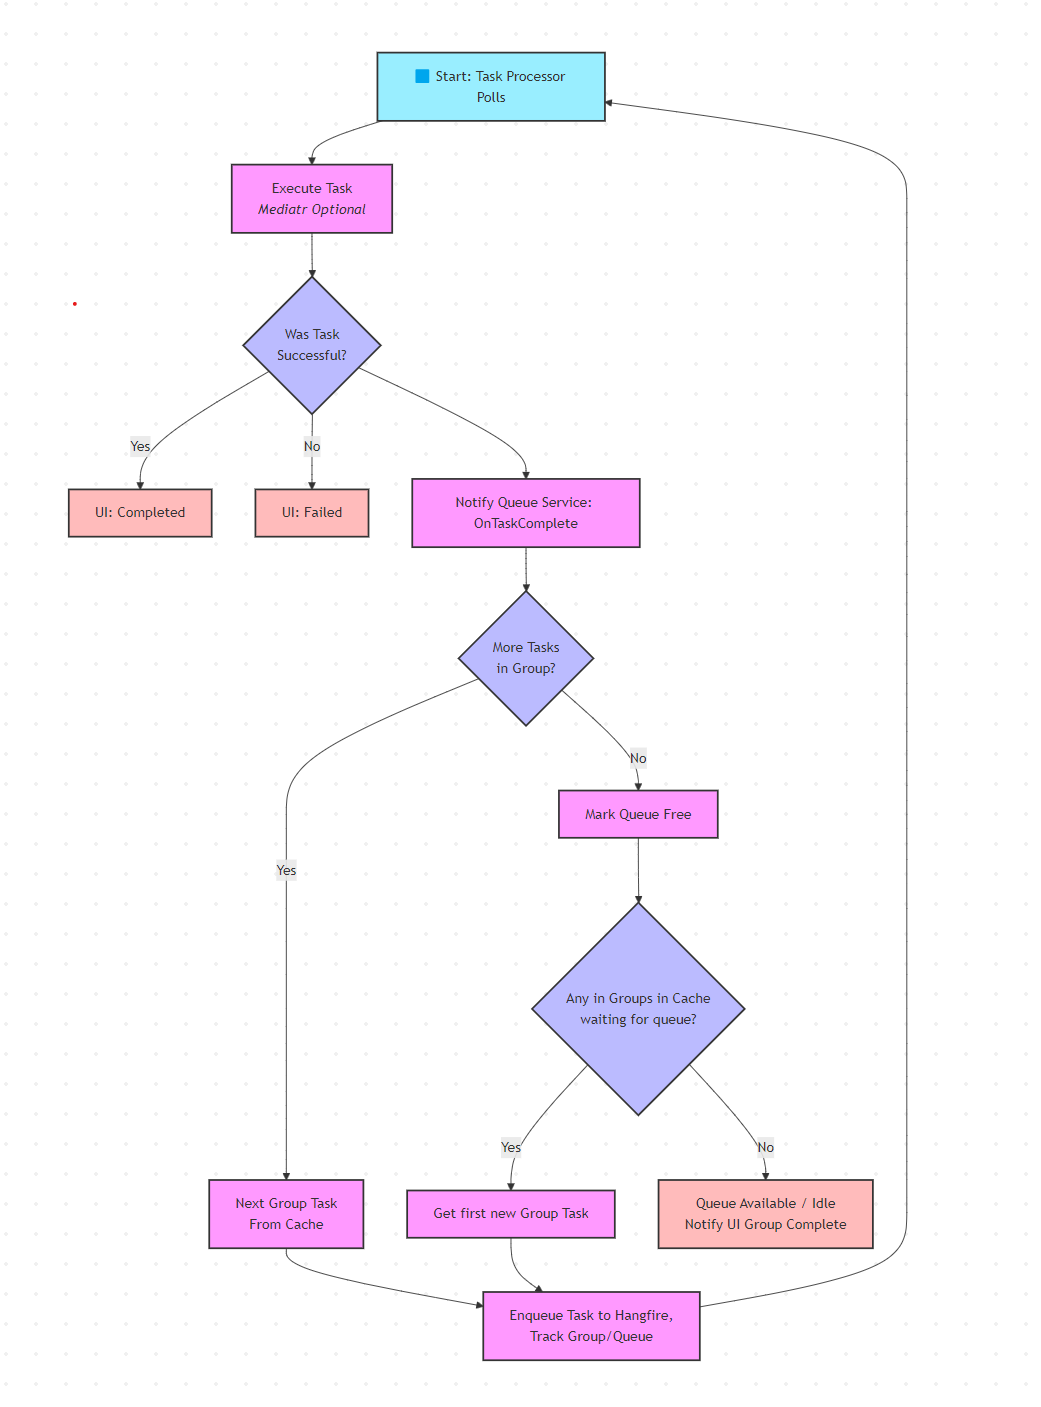 Start: Task Processor
Polls
Execute Task
Mediatr Optional
Was Task
Successful?
Yes
No
UI: Completed
UI: Failed
Notify Queue Service:
OnTaskComplete
More Tasks
in Group?
No
Mark Queue Free
Yes
Any in Groups in Cache
waiting for queue?
Yes
No
Next Group Task
From Cache
Get first new Group Task
Queue Available / Idle
Notify UI Group Complete
Enqueue Task to Hangfire,
Track Group/Queue